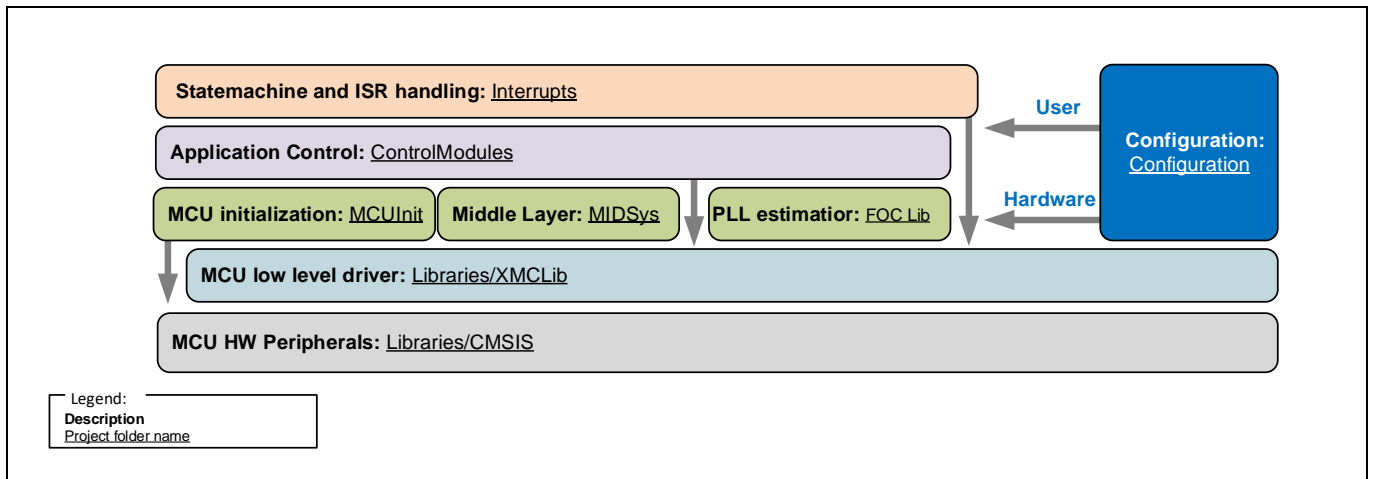 Statemachine and ISR handling: Interrupts
User
Configuration:
Configuration
Application Control: ControlModules
Hardware
MCU initialization: MCUInit
Middle Layer: MIDSys
PLL estimatior: FOC Lib
MCU low level driver: Libraries/XMCLib
MCU HW Peripherals: Libraries/CMSIS
Legend:
Description
Project folder name